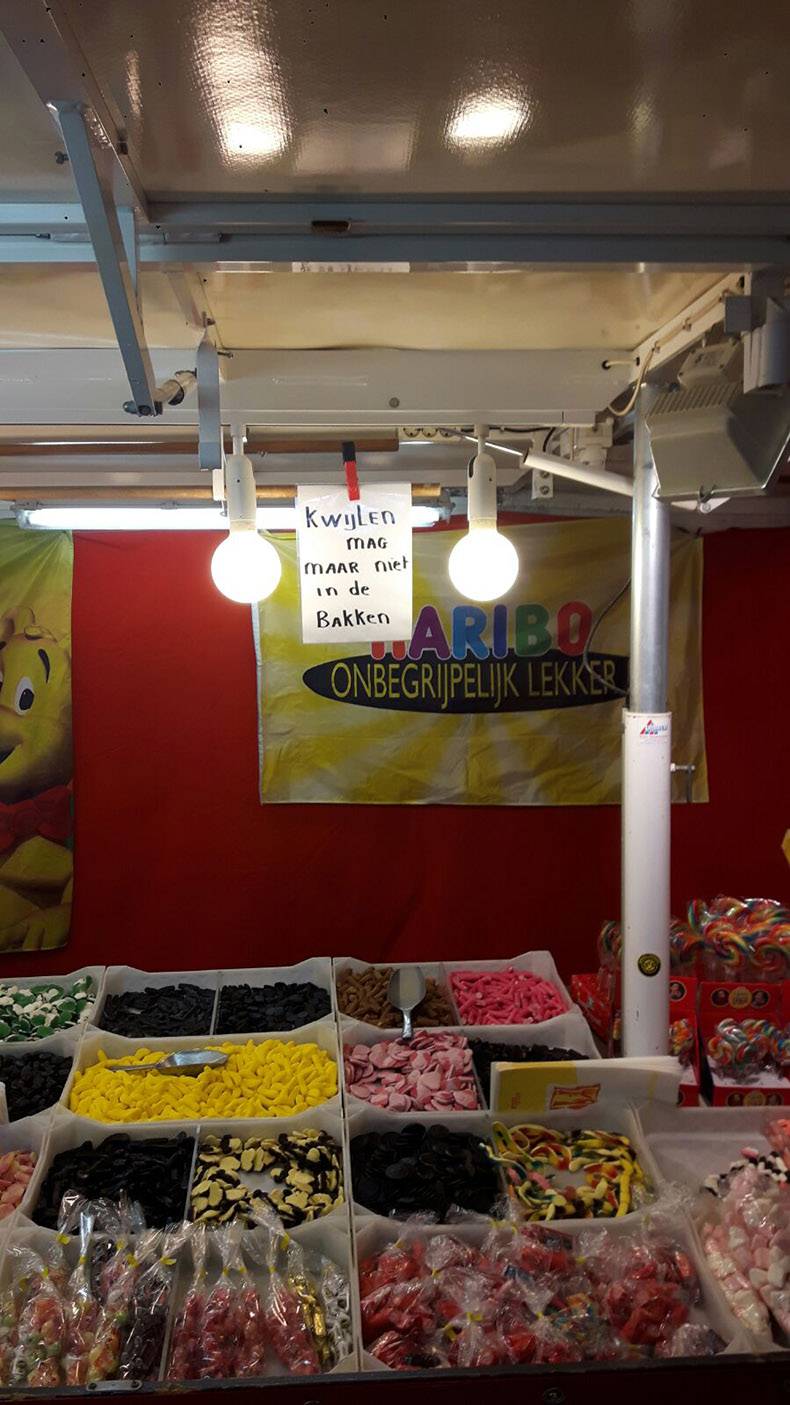 KwijLEN
MAG
MAAR niet
in de
BAKKEN
HARIBO
ONBEGRIJPELIJK LEKKER